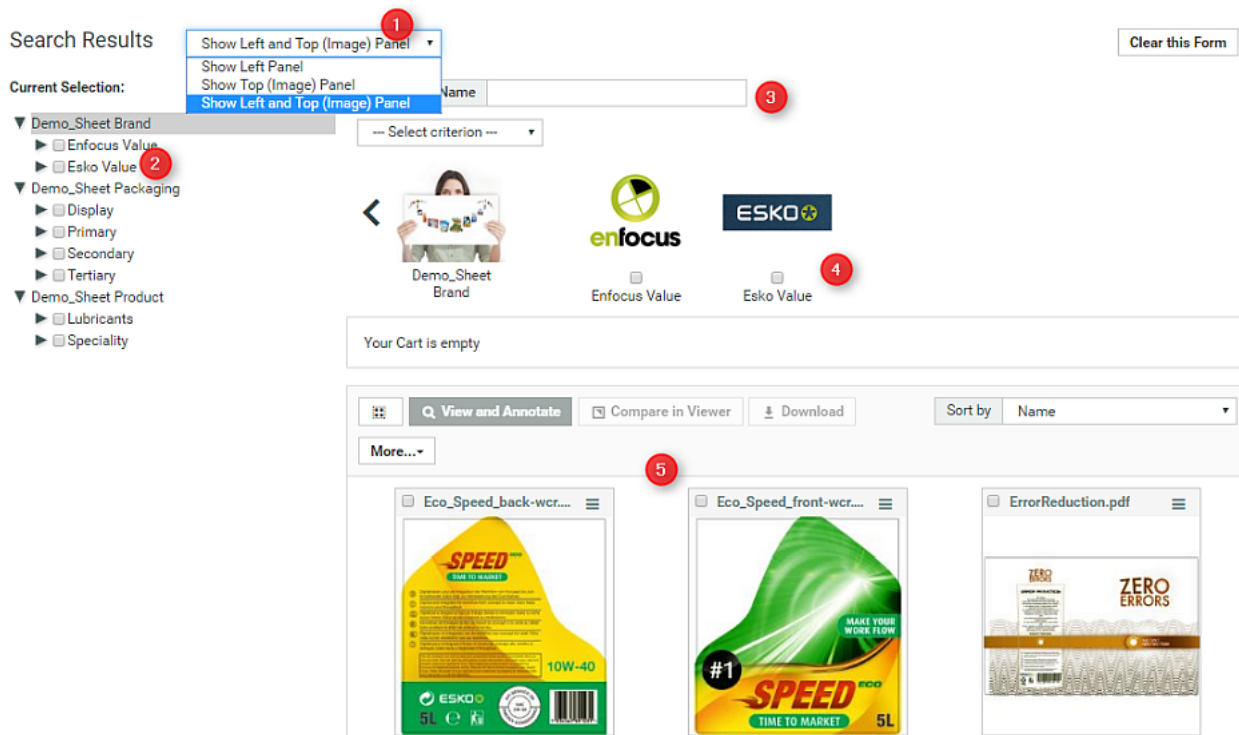 1
Search Results
Show Left and Top (Image) Panel
Clear this Form
Show Left Panel
Show Top (Image) Panel
Show Left and Top (Image) Panel
Current Selection:
Name
3
Demo_Sheet Brand
Enfocus Value
Esko Value
2
Demo_Sheet Packaging
Display
Primary
Secondary
Tertiary
Demo_Sheet Product
Lubricants
Speciality
--- Select criterion ---
enfocus
ESKO
Demo_Sheet
Brand
Enfocus Value
Esko Value
4
Your Cart is empty
View and Annotate
Compare in Viewer
Download
Sort by
Name
More...
5
Eco_Speed_back-wcr....
Eco_Speed_front-wcr....
ErrorReduction.pdf
SPEED ECO
TIME TO MARKET
10W-40
ESKO
5L
MAKE YOUR
WORK FLOW
#1
SPEED ECO
TIME TO MARKET
5L
ZERO
ERRORS
ZERO
ERRORS